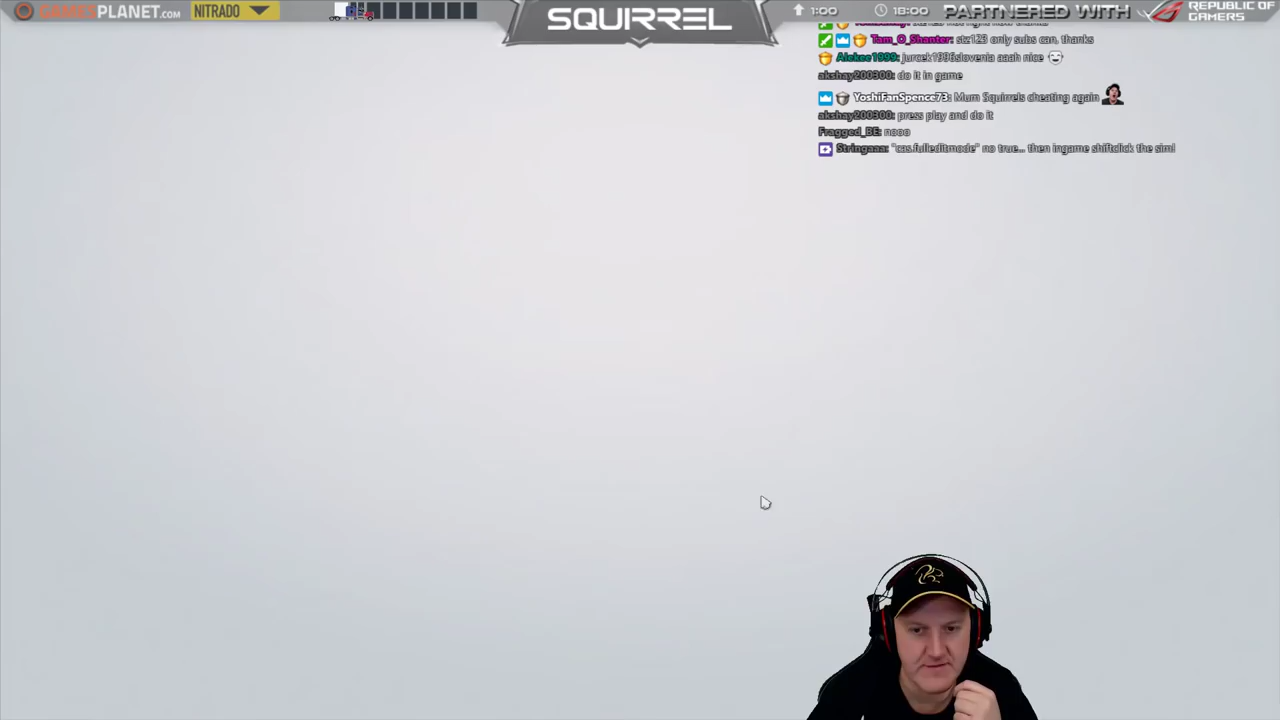 GAMESPLANET.COM NITRADO SQUIRREL 1:00 18:00 PARTNERED WITH REPUBLIC OF GAMERS
Tam_O_Shanter: stz123 only subs can, thanks
Alekee1999: jurcek1996slovenia aaah nice
akshay200300: do it in game
YoshiFanSpence73: Mum Squirrels cheating again
akshay200300: press play and do it
Fragged_BE: nooo
Stringaaa: "cas.fulleditmode" no true... then ingame shiftclick the sim!